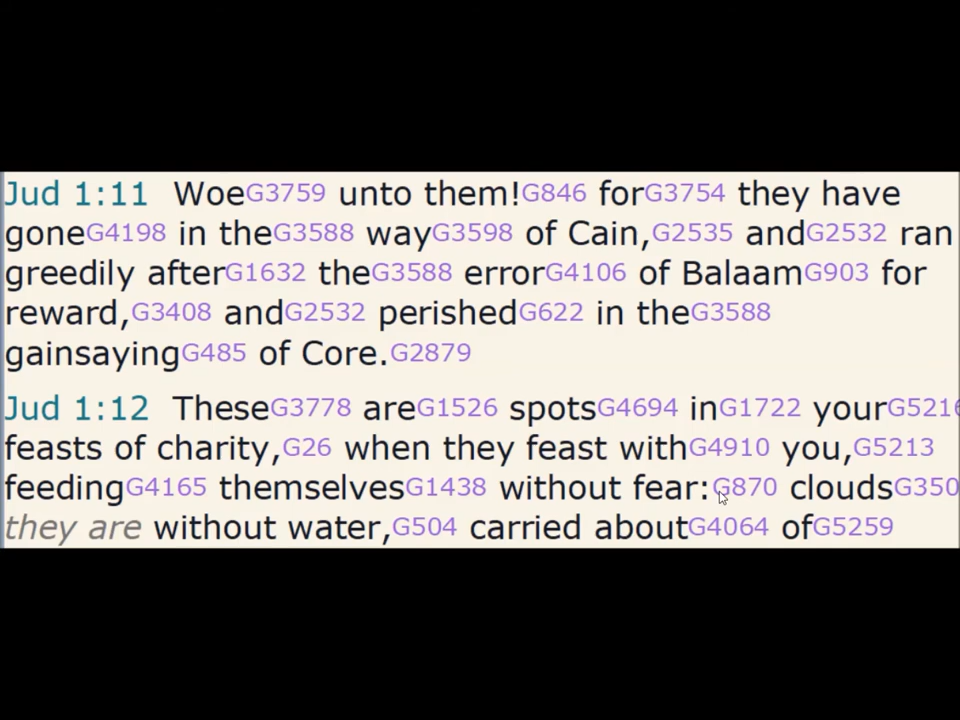 Jud 1:11 WoeG3759 unto them!G846 forG3754 they have
goneG4198 in theG3588 wayG3598 of Cain,G2535 andG2532 ran
greedily afterG1632 theG3588 errorG4106 of BalaamG903 for
reward,G3408 andG2532 perishedG622 in theG3588
gainsayingG485 of Core.G2879
Jud 1:12 TheseG3778 areG1526 spotsG4694 inG1722 yourG5216
feasts of charity,G26 when they feast withG4910 you,G5213
feedingG4165 themselvesG1438 without fear:G870 cloudsG350
they are without water,G504 carried aboutG4064 ofG5259